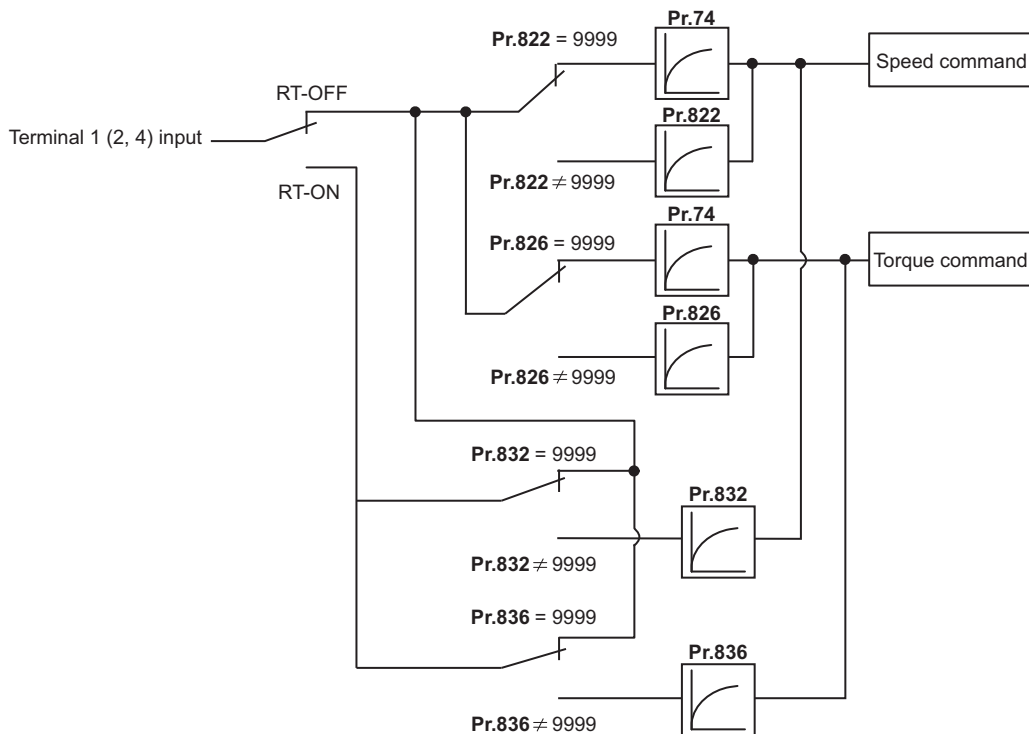 Pr.74
Pr.822 = 9999
Speed command
RT-OFF
Pr.822
Terminal 1 (2, 4) input
Pr.822 ≠ 9999
RT-ON
Pr.74
Pr.826 = 9999
Torque command
Pr.826
Pr.826 ≠ 9999
Pr.832 = 9999
Pr.832
Pr.832 ≠ 9999
Pr.836 = 9999
Pr.836
Pr.836 ≠ 9999